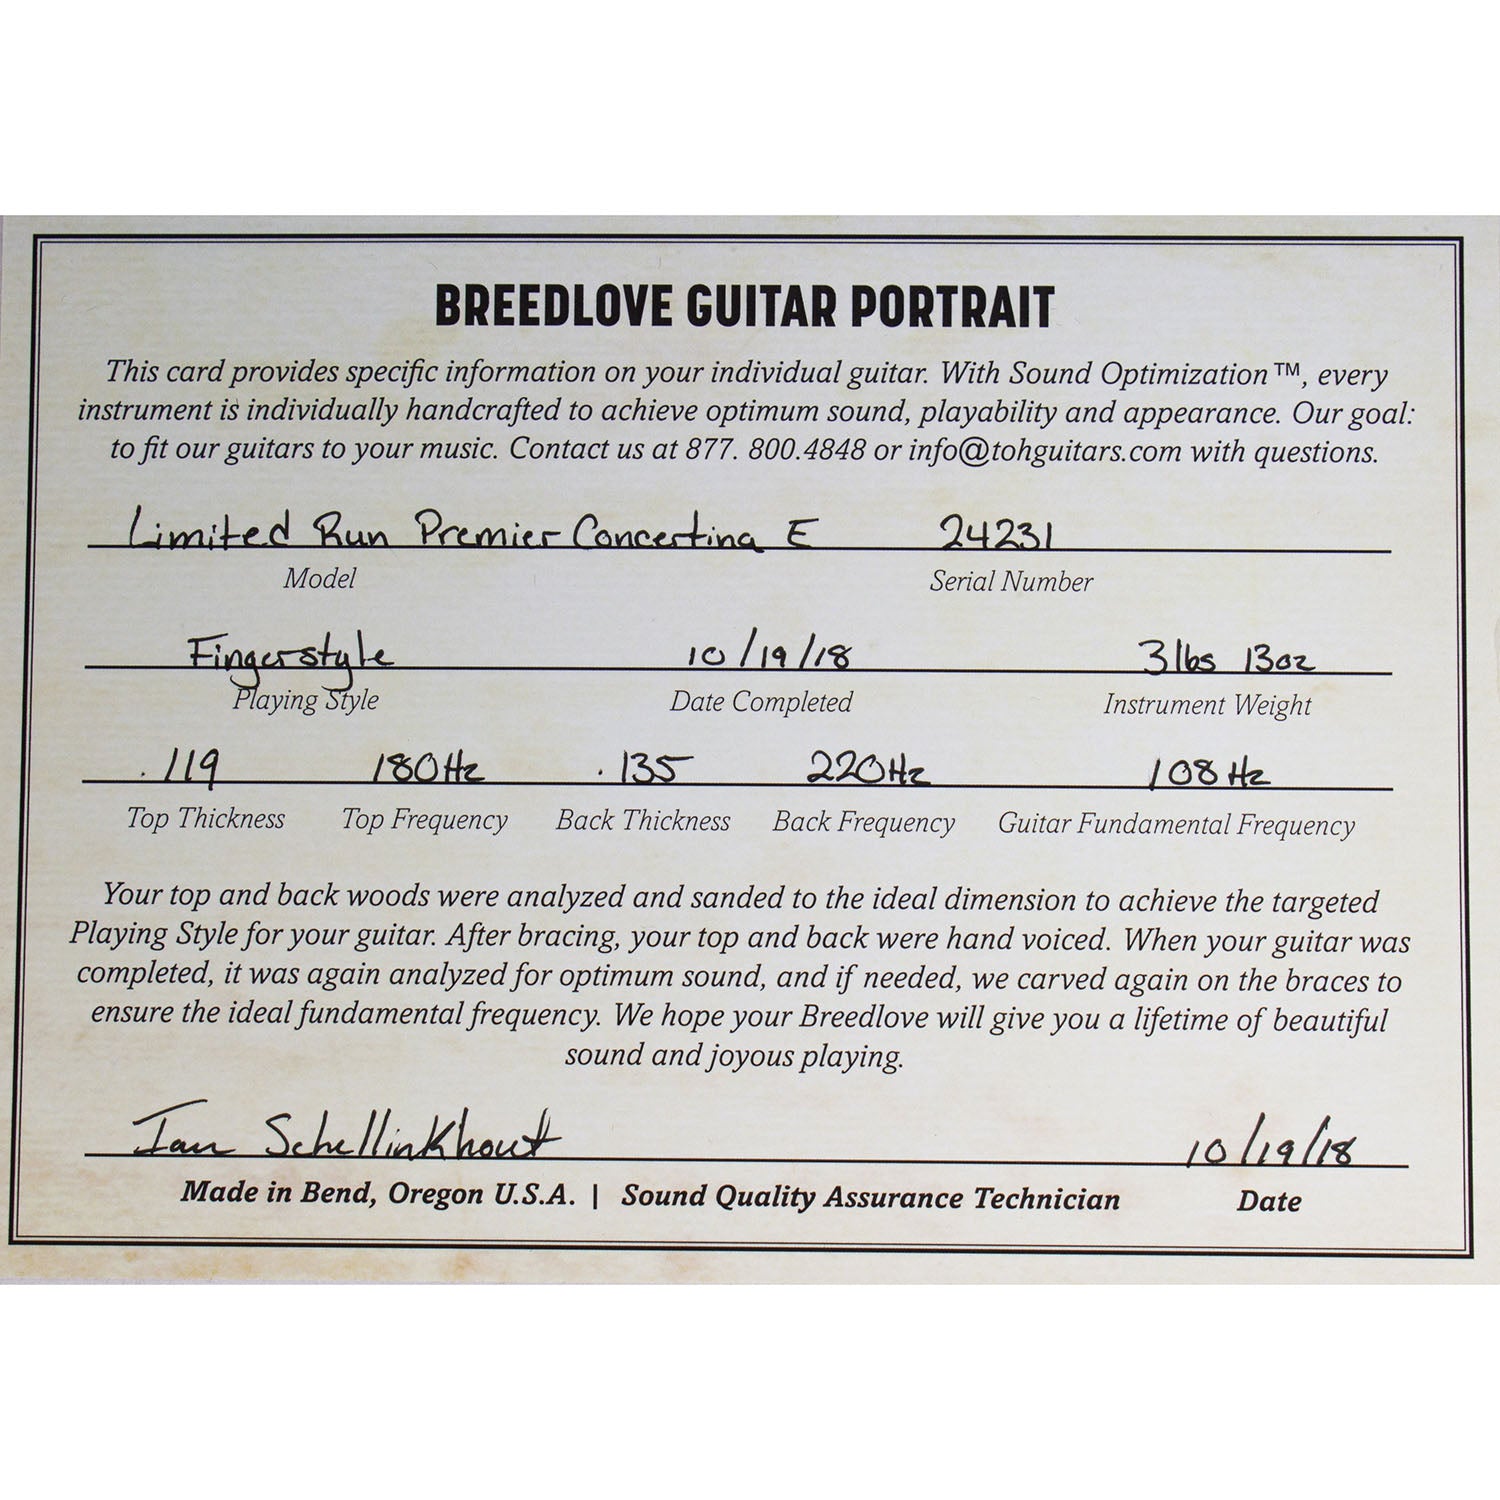 BREEDLOVE GUITAR PORTRAIT
This card provides specific information on your individual guitar. With Sound Optimization™, every
instrument is individually handcrafted to achieve optimum sound, playability and appearance. Our goal:
to fit our guitars to your music. Contact us at 877. 800.4848 or info@tohguitars.com with questions.
Limited Run Premier Concertina E 24231
Model Serial Number
Fingerstyle 10/19/18 3lbs 13oz
Playing Style Date Completed Instrument Weight
.119 180Hz .135 220Hz 108Hz
Top Thickness Top Frequency Back Thickness Back Frequency Guitar Fundamental Frequency
Your top and back woods were analyzed and sanded to the ideal dimension to achieve the targeted
Playing Style for your guitar. After bracing, your top and back were hand voiced. When your guitar was
completed, it was again analyzed for optimum sound, and if needed, we carved again on the braces to
ensure the ideal fundamental frequency. We hope your Breedlove will give you a lifetime of beautiful
sound and joyous playing.
Ian Schellinkhout 10/19/18
Made in Bend, Oregon U.S.A. | Sound Quality Assurance Technician Date